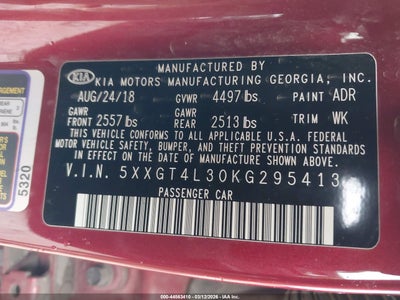 MANUFACTURED BY
KIA
KIA MOTORS MANUFACTURING GEORGIA, INC.
AUG/24/18 GVWR 4497 lbs PAINT ADR
GAWR FRONT 2557 lbs GAWR REAR 2513 lbs TRIM WK
THIS VEHICLE CONFORMS TO ALL APPLICABLE U.S.A. FEDERAL
MOTOR VEHICLE SAFETY, BUMPER, AND THEFT PREVENTION STANDARDS
IN EFFECT ON THE DATE OF MANUFACTURE SHOWN ABOVE.
V.I.N. 5XXGT4L30KG295413
PASSENGER CAR
5320
000-44563410 - 03/12/2026 - IAA Inc.